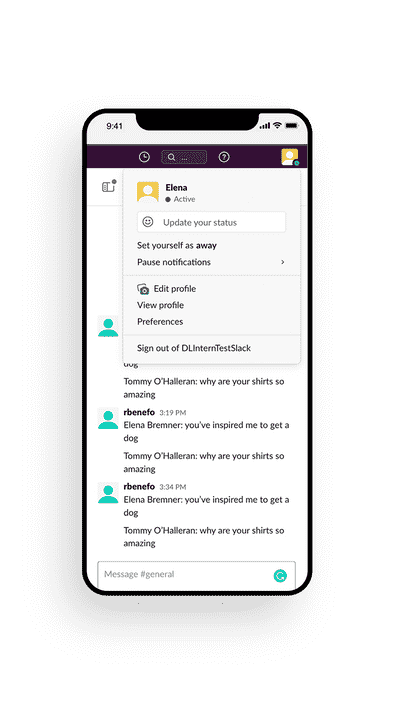 9:41
...
Elena
Active
Update your status
Set yourself as away
Pause notifications
Edit profile
View profile
Preferences
Sign out of DLInternTestSlack
dog
Tommy O'Halleran: why are your shirts so
amazing
rbenefo 3:19 PM
Elena Bremner: you've inspired me to get a
dog
Tommy O'Halleran: why are your shirts so
amazing
rbenefo 3:34 PM
Elena Bremner: you've inspired me to get a
dog
Tommy O'Halleran: why are your shirts so
amazing
Message #general